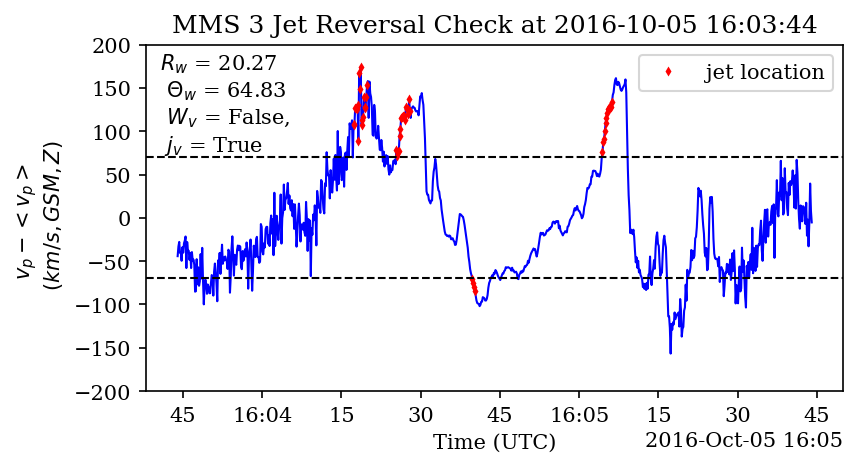 MMS 3 Jet Reversal Check at 2016-10-05 16:03:44
R_w = 20.27
Θ_w = 64.83
W_v = False,
j_v = True
jet location
200
150
100
50
0
−50
−100
−150
−200
v_p − < v_p >
(km/s, GSM, Z)
45 16:04 15 30 45 16:05 15 30 45
Time (UTC)
2016-Oct-05 16:05